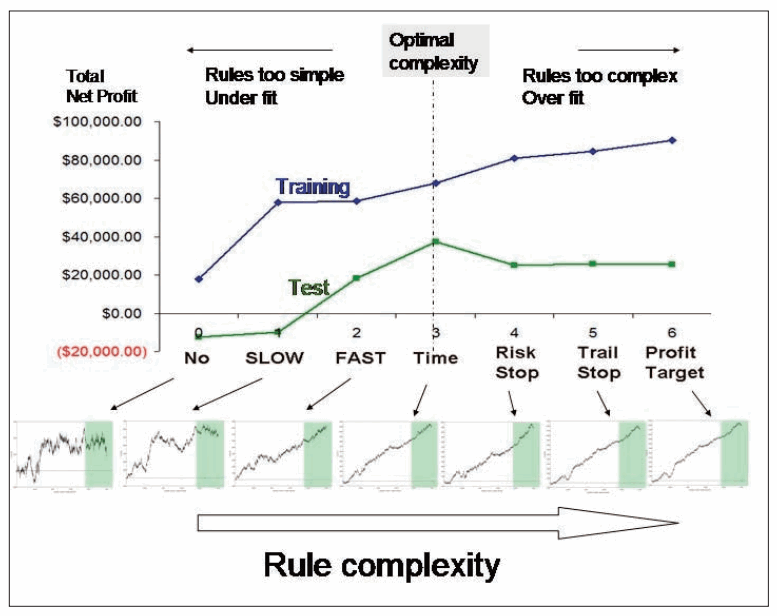 Optimal
complexity
Total
Net Profit
Rules too simple
Under fit
Rules too complex
Over fit
$100,000.00
$80,000.00
$60,000.00
$40,000.00
$20,000.00
$0.00
($20,000.00)
Training
Test
0 1 2 3 4 5 6
No SLOW FAST Time Risk Stop Trail Stop Profit Target
Rule complexity